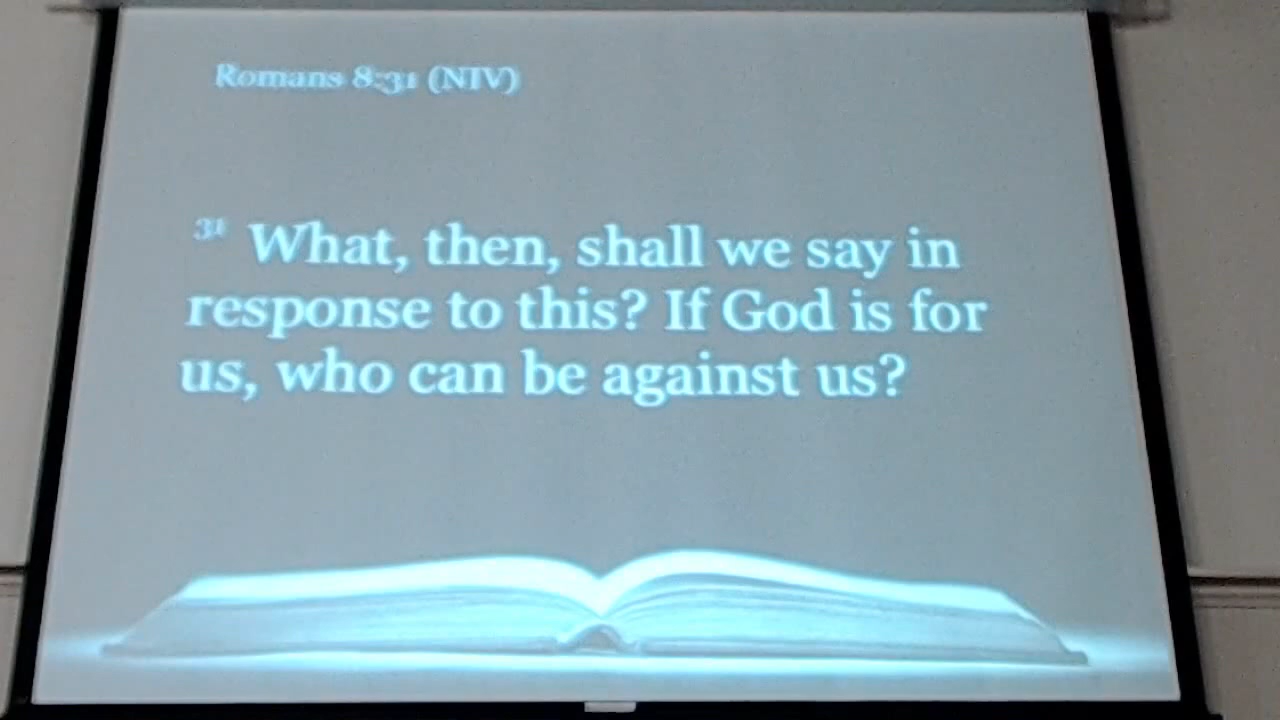 Romans 8:31 (NIV)
31 What, then, shall we say in
response to this? If God is for
us, who can be against us?